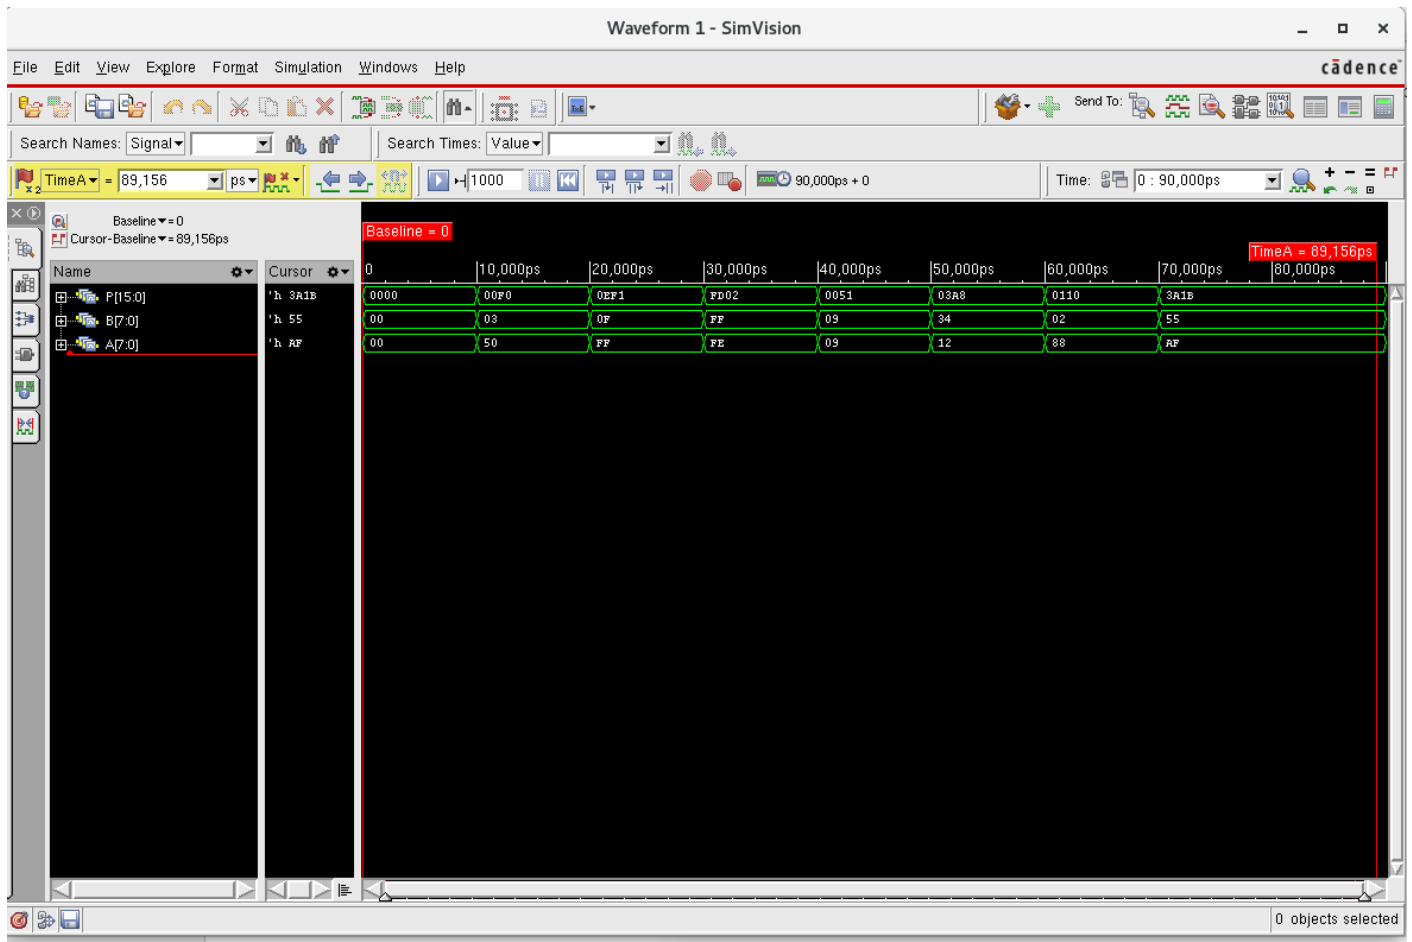 Waveform 1 - SimVision
File Edit View Explore Format Simulation Windows Help
cādence
Send To:
Search Names: Signal
Search Times: Value
TimeA = 89,156 ps
1000
90,000ps + 0
Time: 0 : 90,000ps
Baseline = 0
Cursor-Baseline = 89,156ps
Baseline = 0
TimeA = 89,156ps
Name Cursor
0 10,000ps 20,000ps 30,000ps 40,000ps 50,000ps 60,000ps 70,000ps 80,000ps
P[15:0] 'h 3A1B 0000 00F0 0EF1 FD02 0051 03A8 0110 3A1B
B[7:0] 'h 55 00 03 0F FF 09 34 02 55
A[7:0] 'h AF 00 50 FF FE 09 12 88 AF
0 objects selected